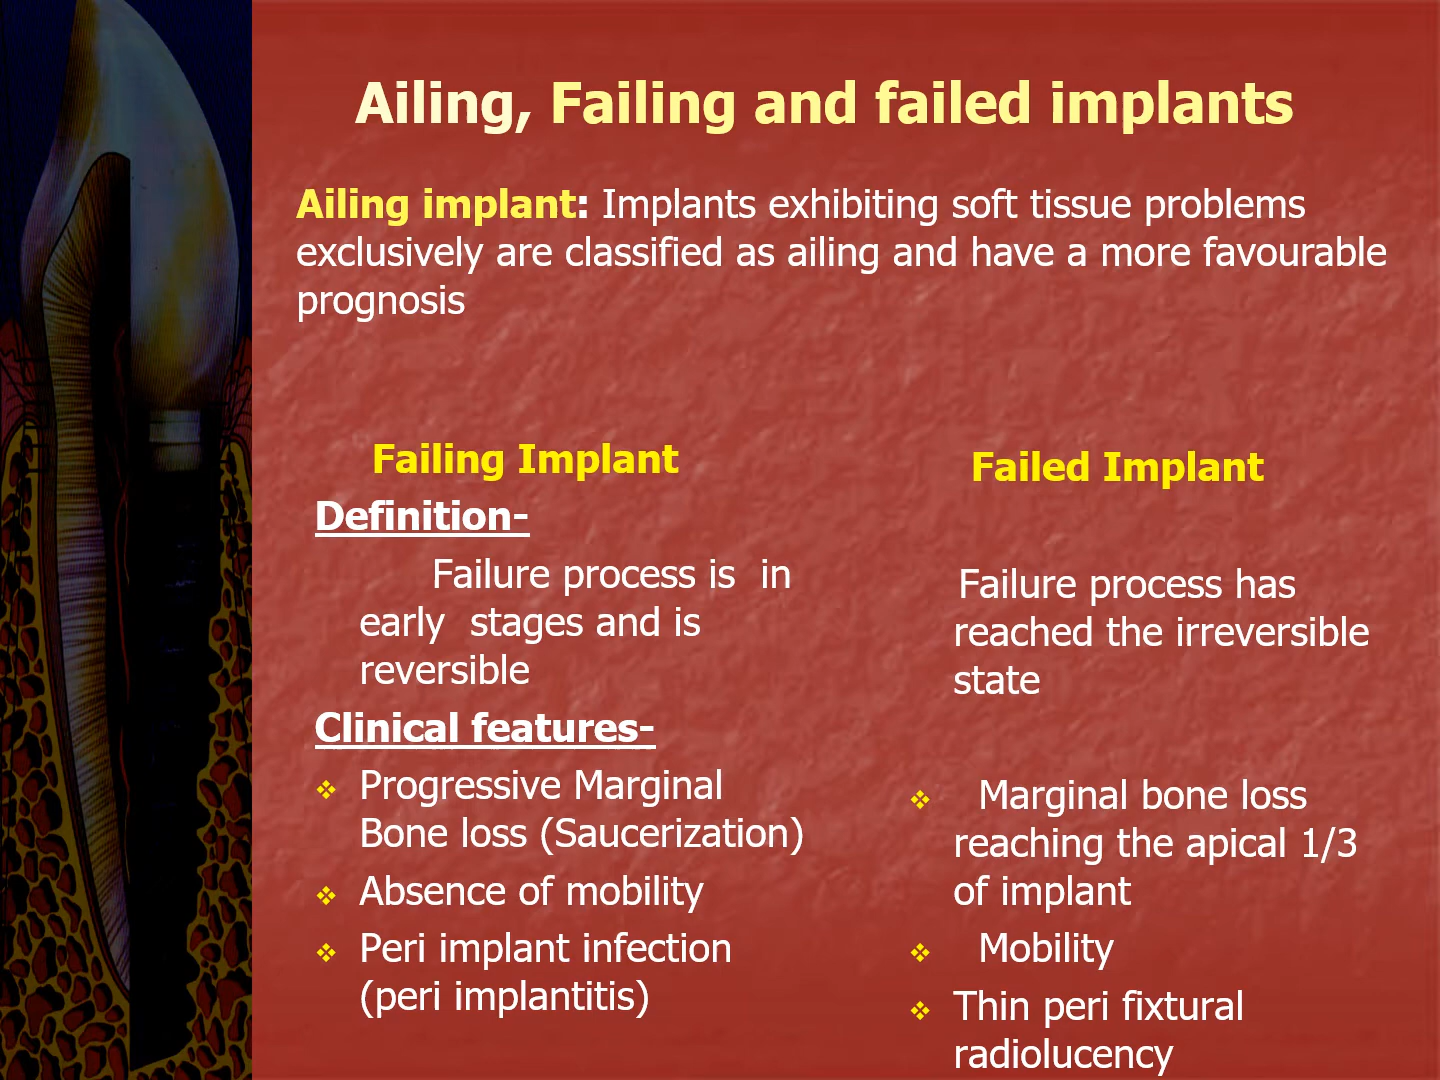 Ailing, Failing and failed implants
Ailing implant: Implants exhibiting soft tissue problems
exclusively are classified as ailing and have a more favourable
prognosis
Failing Implant
Definition-
Failure process is  in
early  stages and is
reversible
Clinical features-
❖ Progressive Marginal
Bone loss (Saucerization)
❖ Absence of mobility
❖ Peri implant infection
(peri implantitis)
Failed Implant
Failure process has
reached the irreversible
state
❖ Marginal bone loss
reaching the apical 1/3
of implant
❖ Mobility
❖ Thin peri fixtural
radiolucency